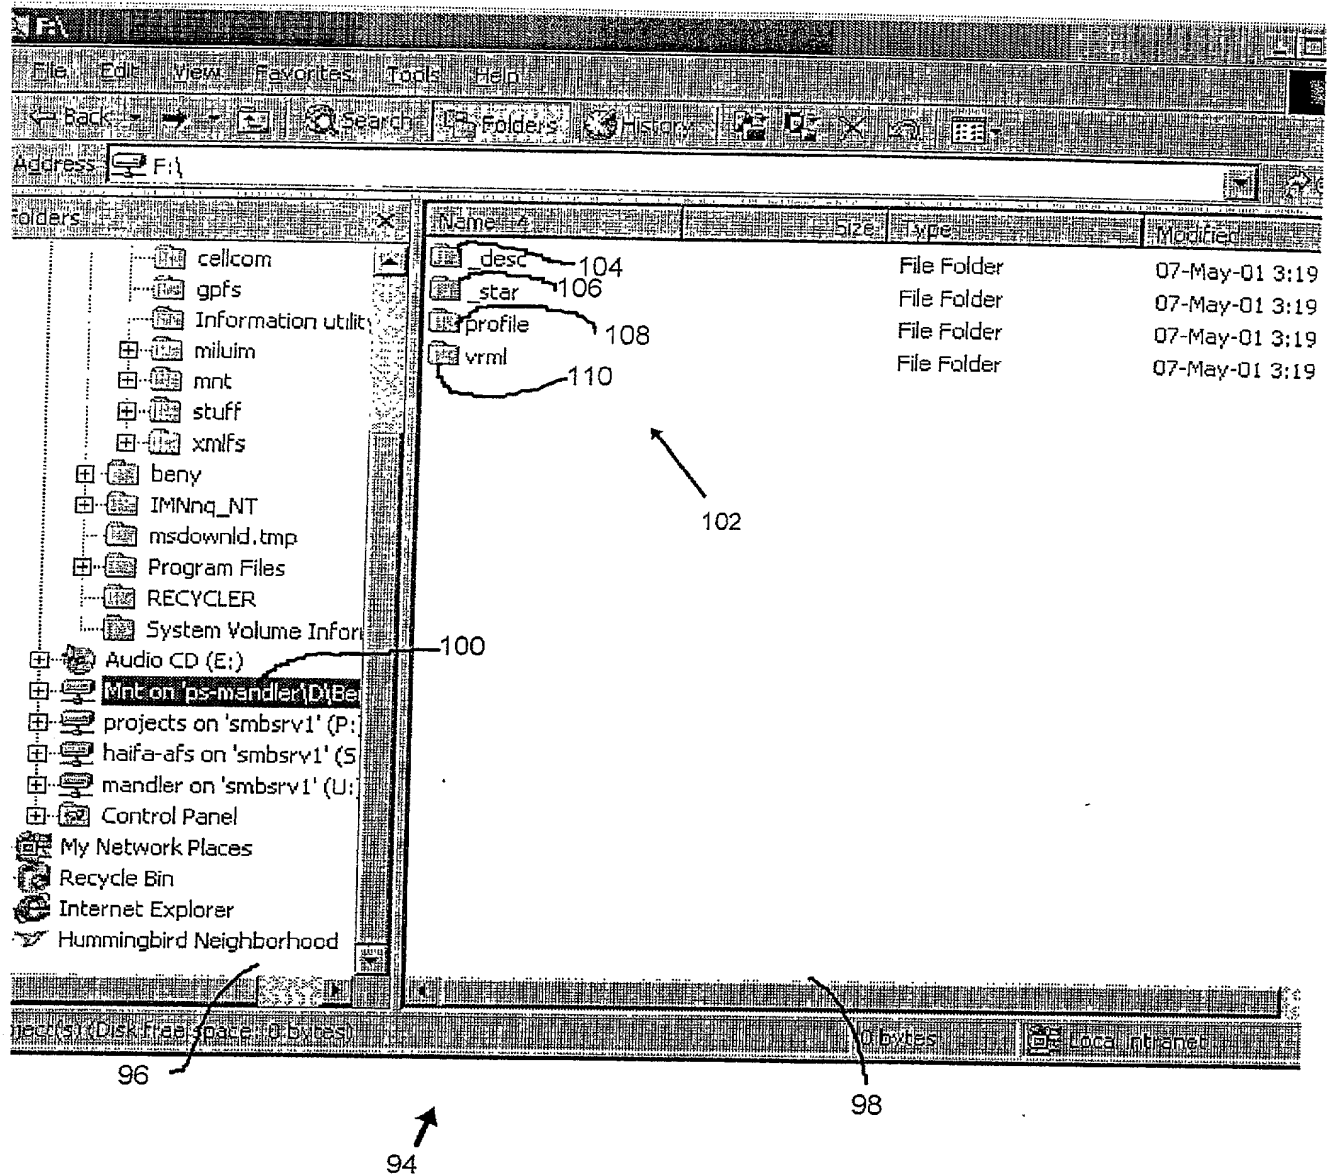 F:\
File Edit View Favorites Tools Help
Back Search Folders History
Address F:\
olders
Name Size Type Modified
cellcom
gpfs
Information utilit
miluim
mnt
stuff
xmlfs
beny
IMNnq_NT
msdownld.tmp
Program Files
RECYCLER
System Volume Infor
Audio CD (E:)
Mnt on 'ps-mandler\D\Be
projects on 'smbsrv1' (P:
haifa-afs on 'smbsrv1' (S
mandler on 'smbsrv1' (U:
Control Panel
My Network Places
Recycle Bin
Internet Explorer
Hummingbird Neighborhood
_desc 104 File Folder 07-May-01 3:19
_star 106 File Folder 07-May-01 3:19
profile 108 File Folder 07-May-01 3:19
vrml 110 File Folder 07-May-01 3:19
102
100
ject(s) (Disk free space: 0 bytes) 0 bytes Local intranet
96
98
94